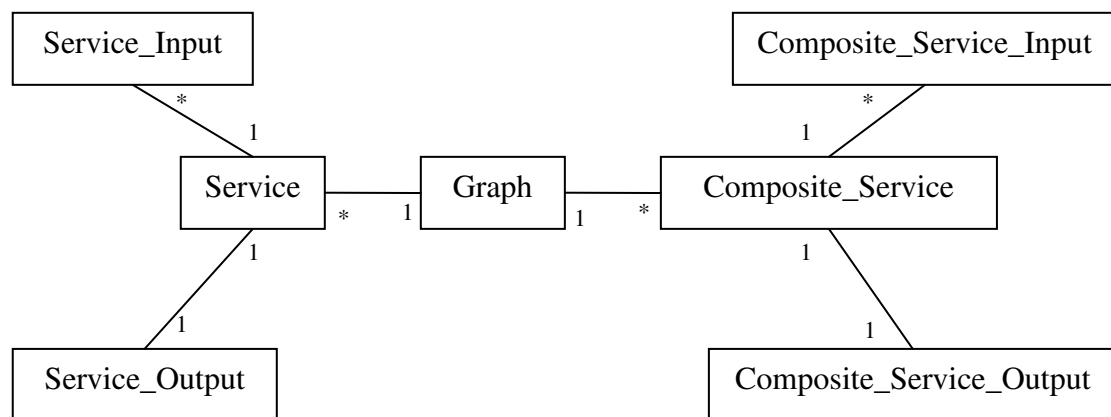 Service_Input
Composite_Service_Input
*
*
1
1
Service
Graph
Composite_Service
*
1
1
*
1
1
1
1
Service_Output
Composite_Service_Output